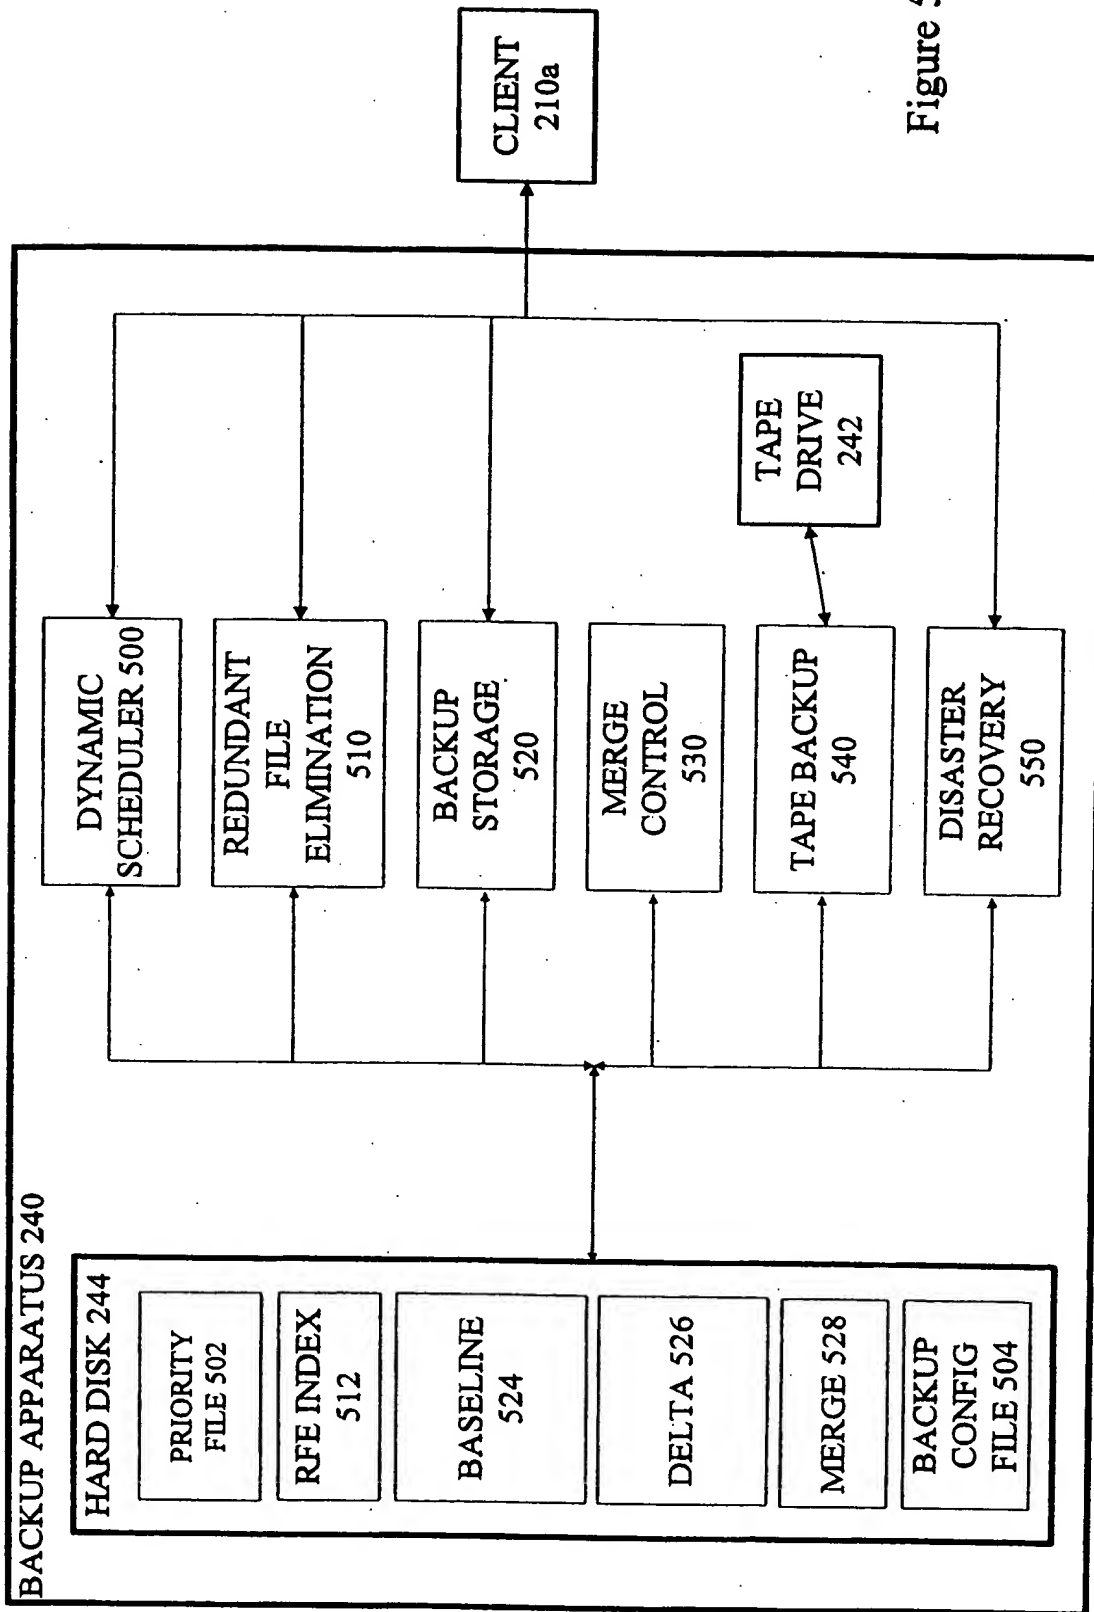 BACKUP APPARATUS 240
HARD DISK 244
PRIORITY
FILE 502
RFE INDEX
512
BASELINE
524
DELTA 526
MERGE 528
BACKUP
CONFIG
FILE 504
DYNAMIC
SCHEDULER 500
REDUNDANT
FILE
ELIMINATION
510
BACKUP
STORAGE
520
MERGE
CONTROL
530
TAPE BACKUP
540
DISASTER
RECOVERY
550
TAPE
DRIVE
242
CLIENT
210a
Figure